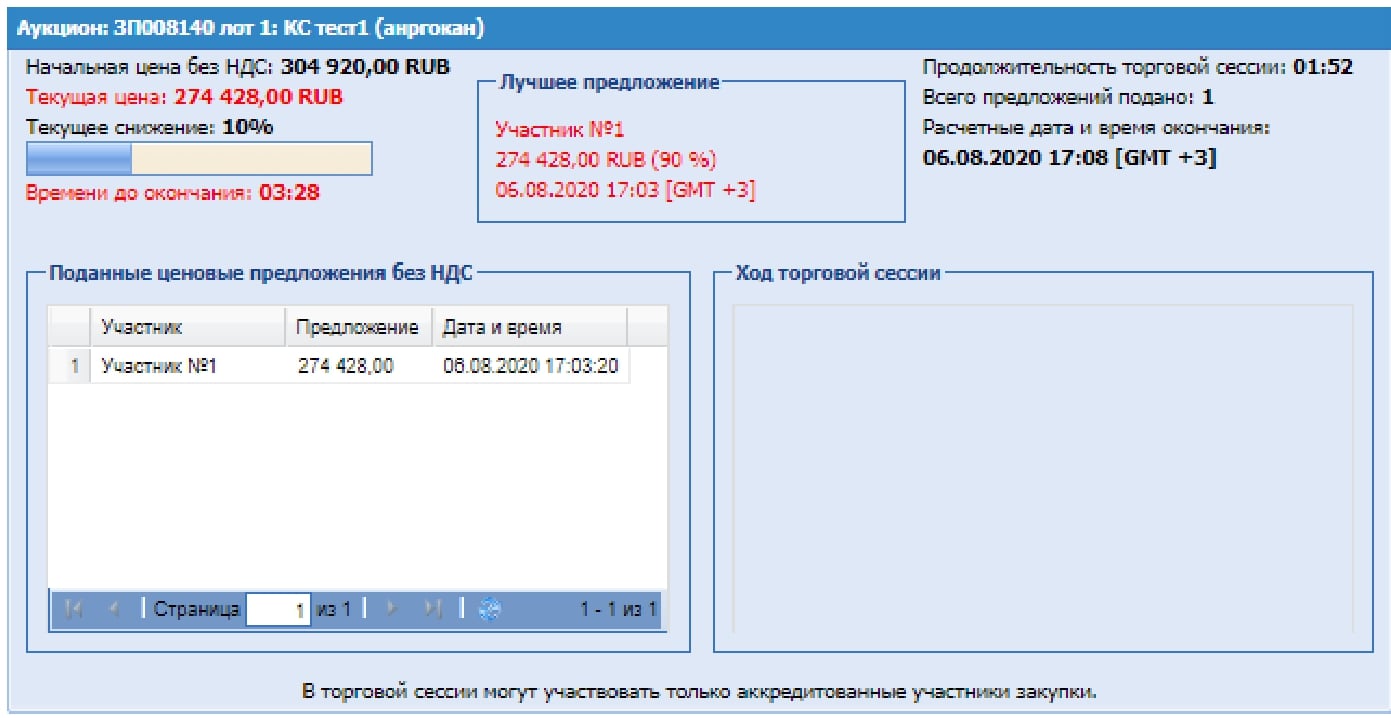 Аукцион: ЗП008140 лот 1: КС тест1 (анргокан)
Начальная цена без НДС: 304 920,00 RUB
Текущая цена: 274 428,00 RUB
Текущее снижение: 10%
Времени до окончания: 03:28
Лучшее предложение
Участник №1
274 428,00 RUB (90 %)
06.08.2020 17:03 [GMT +3]
Продолжительность торговой сессии: 01:52
Всего предложений подано: 1
Расчетные дата и время окончания:
06.08.2020 17:08 [GMT +3]
Поданные ценовые предложения без НДС
Участник Предложение Дата и время
1 Участник №1 274 428,00 06.08.2020 17:03:20
Страница 1 из 1 1 - 1 из 1
Ход торговой сессии
В торговой сессии могут участвовать только аккредитованные участники закупки.